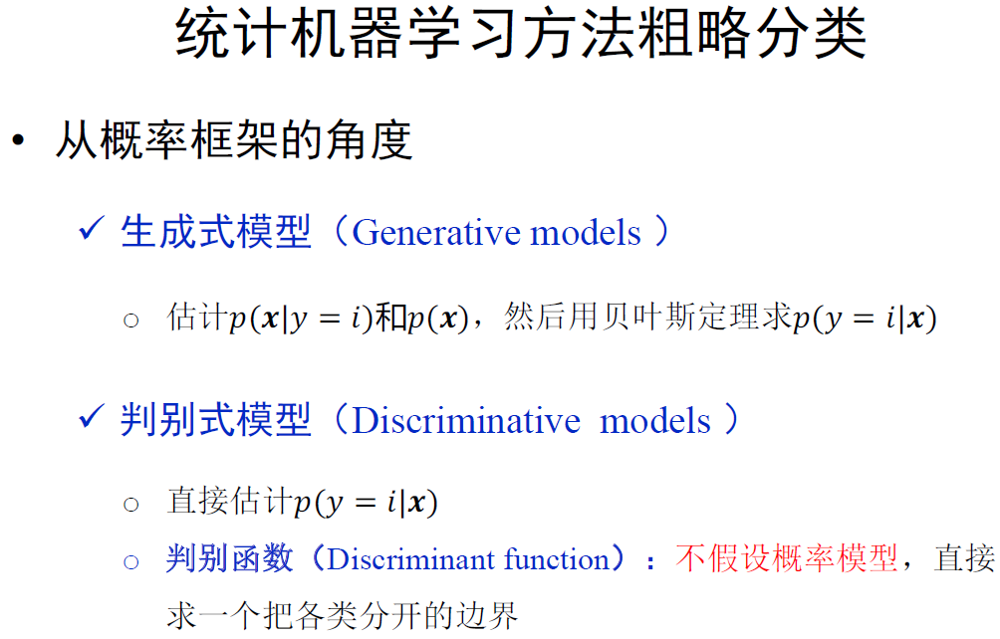 统计机器学习方法粗略分类
• 从概率框架的角度
✓ 生成式模型（Generative models ）
○ 估计p(x|y = i)和p(x)，然后用贝叶斯定理求p(y = i|x)
✓ 判别式模型（Discriminative models ）
○ 直接估计p(y = i|x)
○ 判别函数（Discriminant function）：不假设概率模型，直接
求一个把各类分开的边界